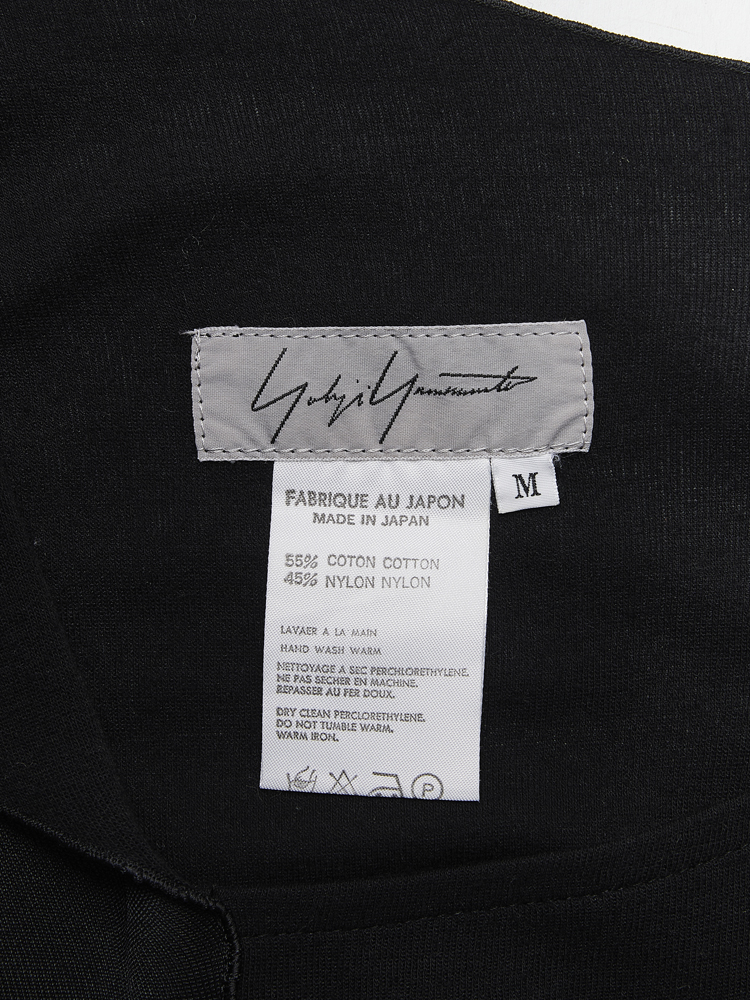 Yohji Yamamoto
M
FABRIQUE AU JAPON
MADE IN JAPAN
55% COTON COTTON
45% NYLON NYLON
LAVAER A LA MAIN
HAND WASH WARM
NETTOYAGE A SEC PERCHLORETHYLENE.
NE PAS SECHER EN MACHINE.
REPASSER AU FER DOUX.
DRY CLEAN PERCLORETHYLENE.
DO NOT TUMBLE WARM.
WARM IRON.
P